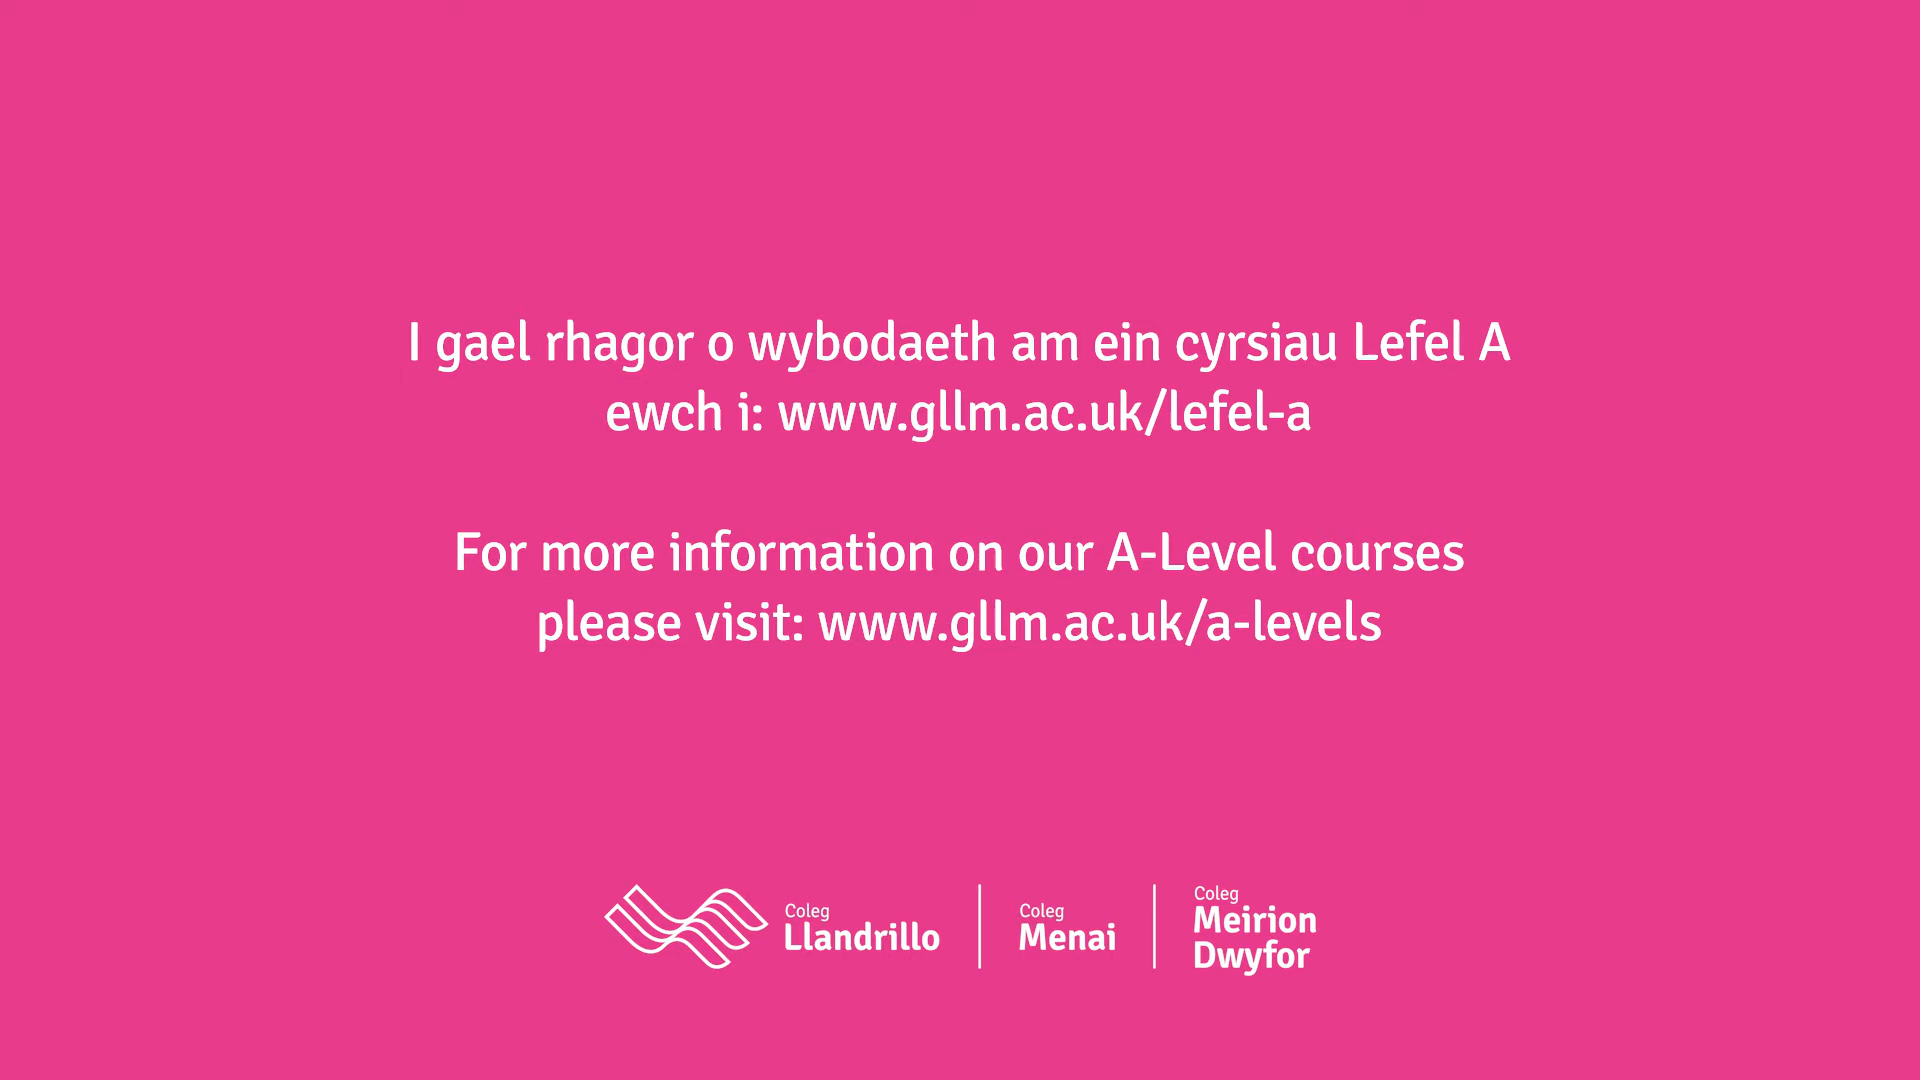 I gael rhagor o wybodaeth am ein cyrsiau Lefel A
ewch i: www.gllm.ac.uk/lefel-a
For more information on our A-Level courses
please visit: www.gllm.ac.uk/a-levels
Coleg
Llandrillo
Coleg
Menai
Coleg
Meirion
Dwyfor